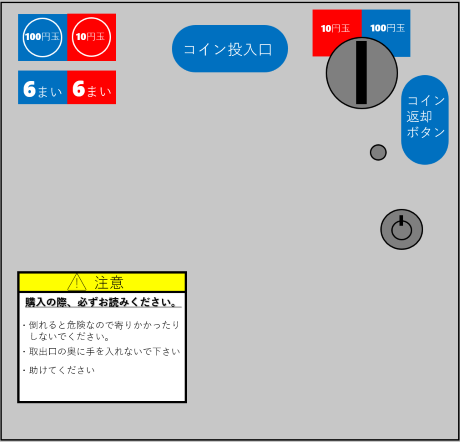 100円玉 10円玉
6まい 6まい
コイン投入口
10円玉 100円玉
コイン
返却
ボタン
注意
購入の際、必ずお読みください。
・倒れると危険なので寄りかかったり
しないでください。
・取出口の奥に手を入れないで下さい
・助けてください